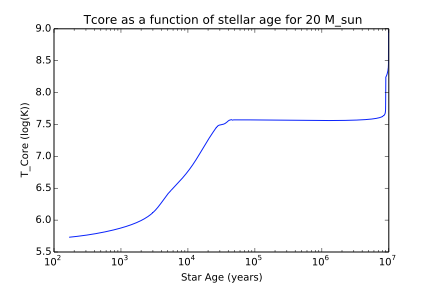 Tcore as a function of stellar age for 20 M_sun
T_Core (log(K))
9.0
8.5
8.0
7.5
7.0
6.5
6.0
5.5
10^2 10^3 10^4 10^5 10^6 10^7
Star Age (years)